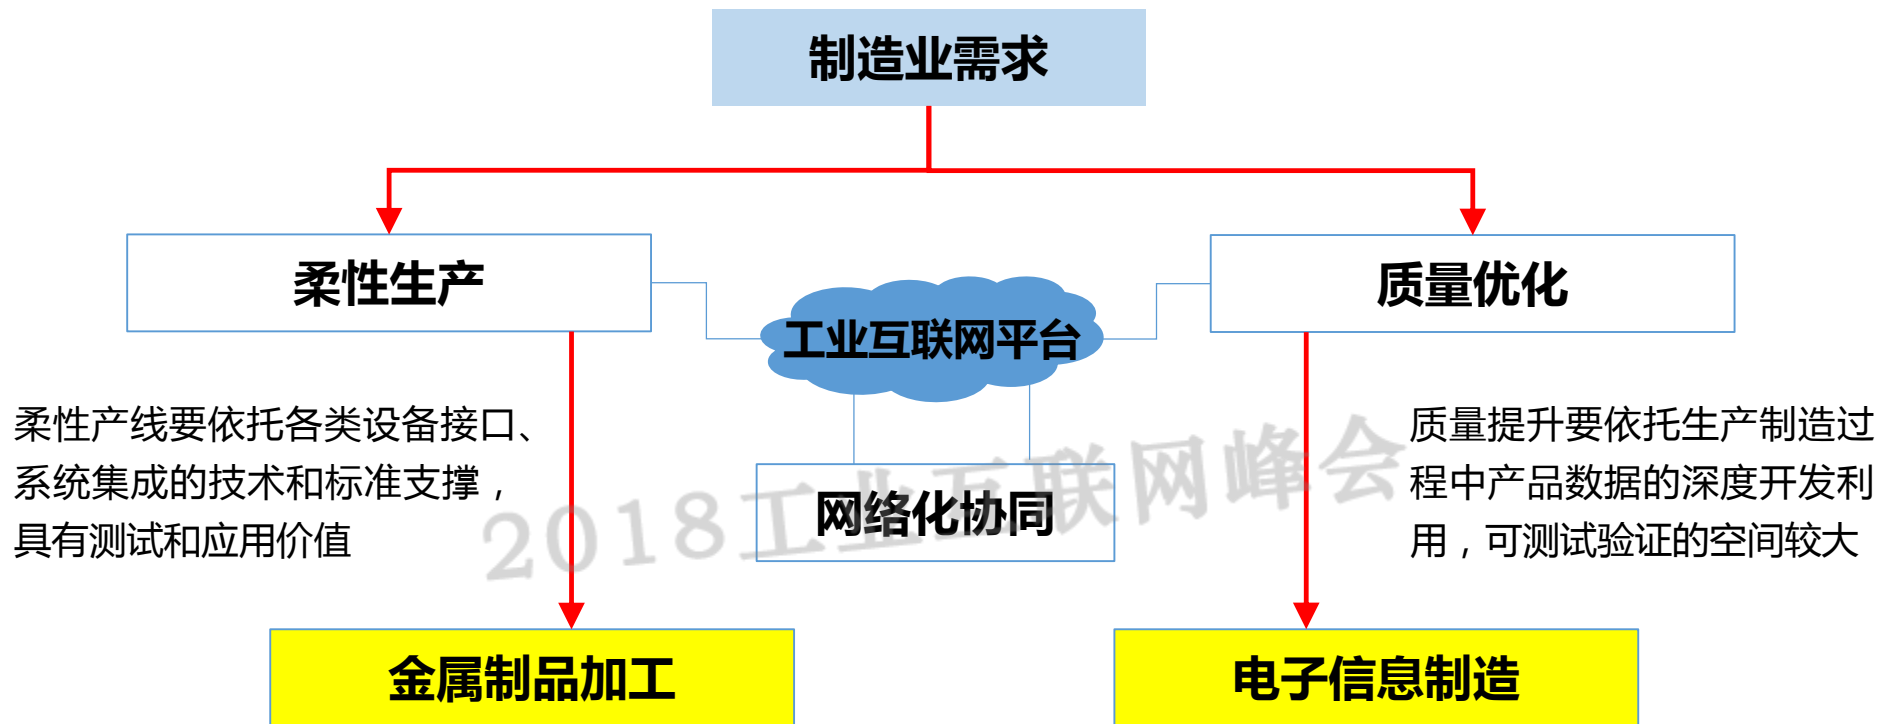 制造业需求
柔性生产
质量优化
工业互联网平台
柔性产线要依托各类设备接口、
系统集成的技术和标准支撑，
具有测试和应用价值
质量提升要依托生产制造过
程中产品数据的深度开发利
用，可测试验证的空间较大
网络化协同
2018工业互联网峰会
金属制品加工
电子信息制造